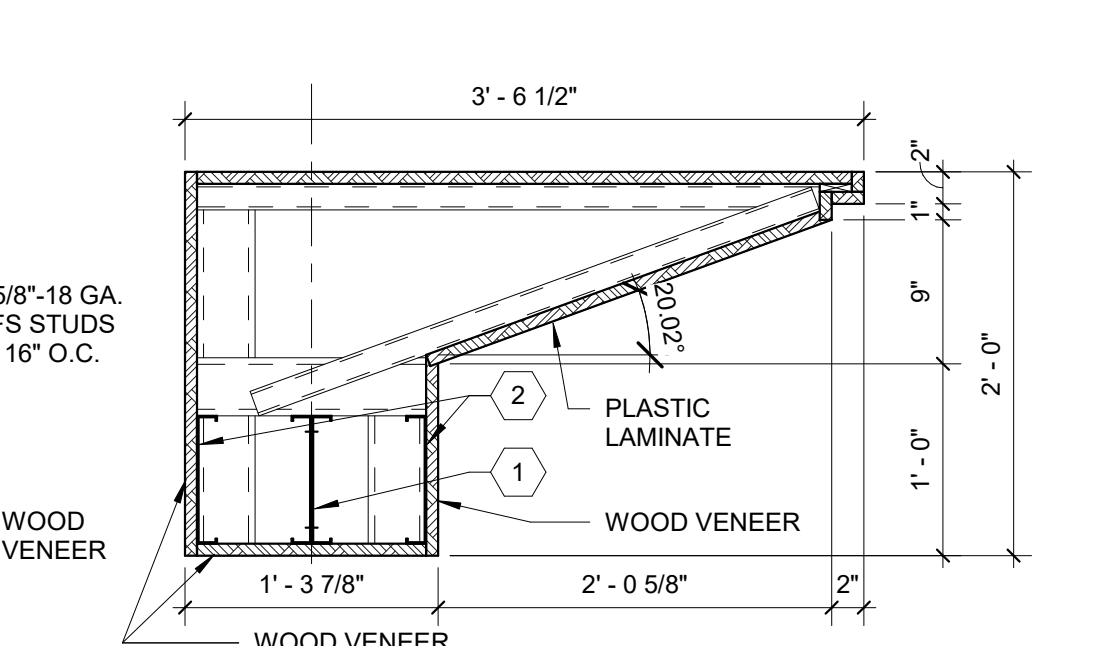 3' - 6 1/2"
2"
1"
5/8"-18 GA.
FS STUDS
16" O.C.
9"
20.02°
2' - 0"
2
PLASTIC
LAMINATE
1' - 0"
1
WOOD
VENEER
WOOD VENEER
1' - 3 7/8"
2' - 0 5/8"
2"
WOOD VENEER